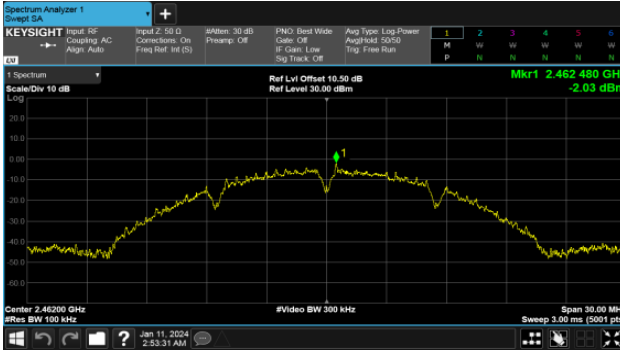 Spectrum Analyzer 1
Swept SA
+
KEYSIGHT Input: RF
Coupling: AC
Align: Auto
Input Z: 50 Ω
Corrections: On
Freq Ref: Int (S)
#Atten: 30 dB
Preamp: Off
PNO: Best Wide
Gate: Off
IF Gain: Low
Sig Track: Off
Avg Type: Log-Power
Avg|Hold: 50/50
Trig: Free Run
1 2 3 4 5 6
M W W W W W
P N N N N N
LXI
1 Spectrum
Scale/Div 10 dB
Ref Lvl Offset 10.50 dB
Ref Level 30.00 dBm
Mkr1 2.462 480 GH
-2.03 dBm
Log
20.0
10.0
0.00
1
-10.0
-20.0
-30.0
-40.0
-50.0
-60.0
Center 2.46200 GHz
#Res BW 100 kHz
#Video BW 300 kHz
Span 30.00 MH
Sweep 3.00 ms (5001 pts
?
Jan 11, 2024
2:53:31 AM